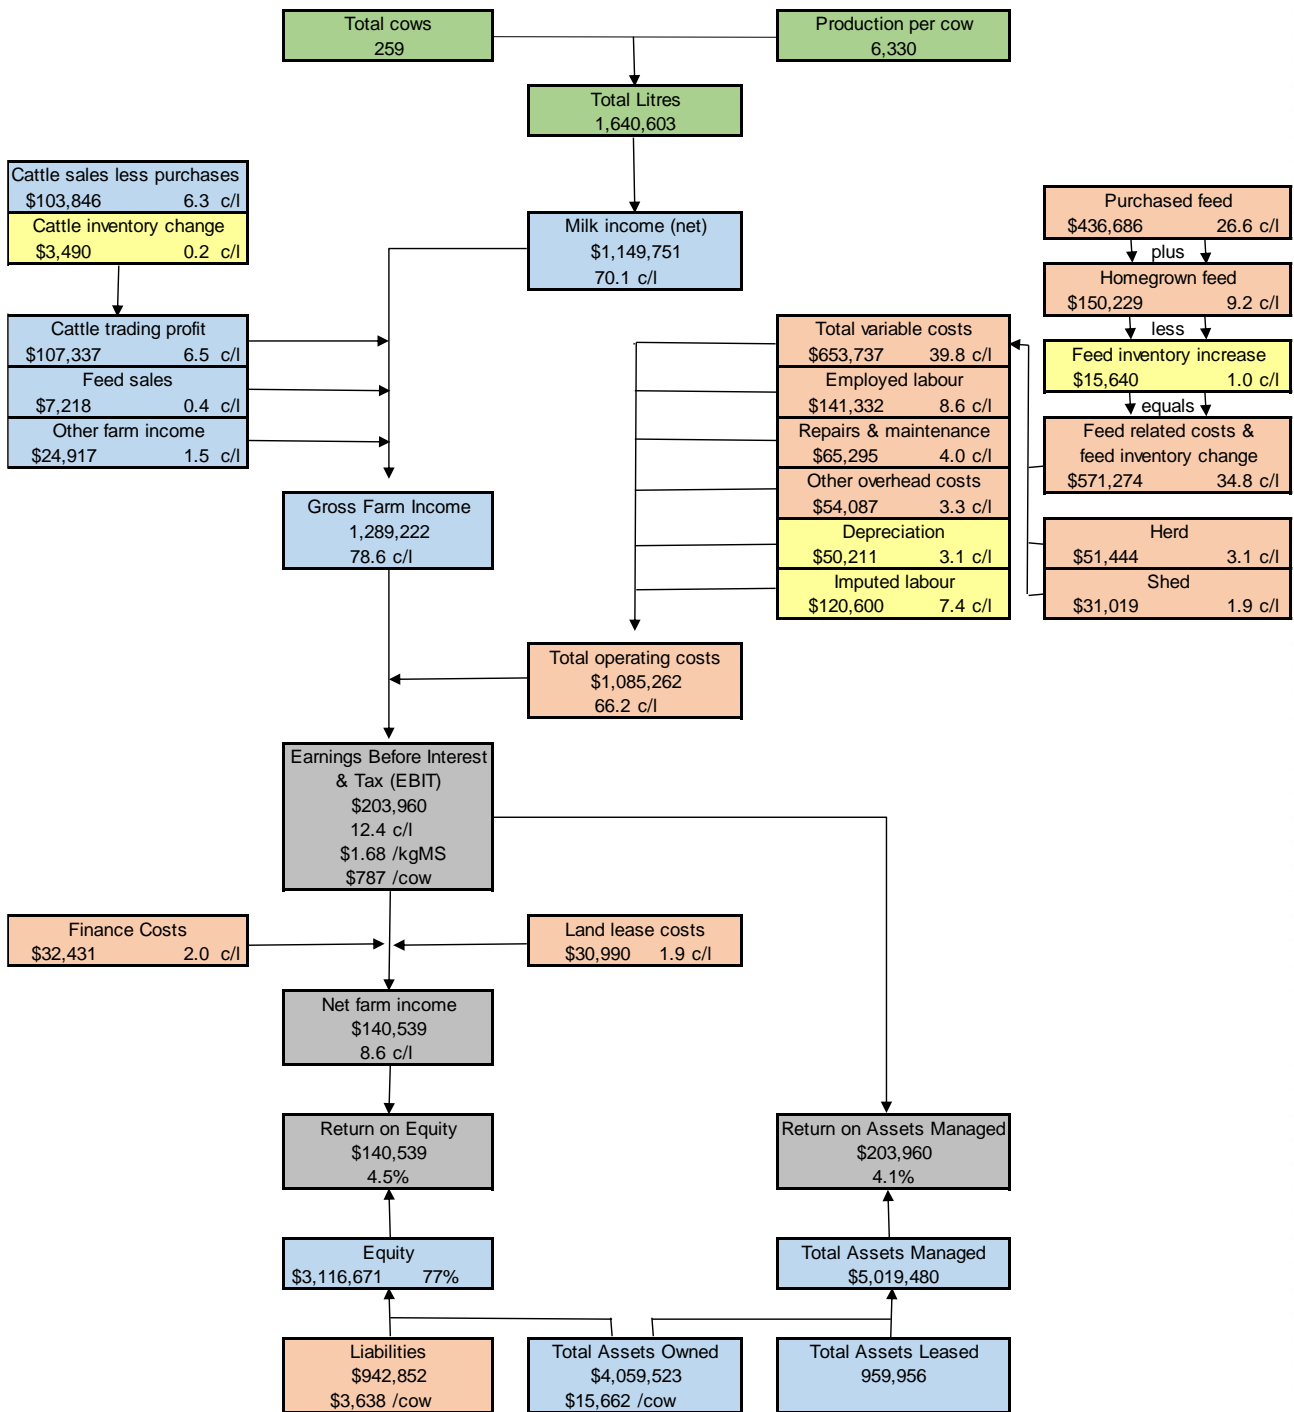 Total cows
259
Production per cow
6,330
Total Litres
1,640,603
Cattle sales less purchases
$103,846 6.3 c/l
Cattle inventory change
$3,490 0.2 c/l
Milk income (net)
$1,149,751
70.1 c/l
Purchased feed
$436,686 26.6 c/l
plus
Homegrown feed
$150,229 9.2 c/l
less
Feed inventory increase
$15,640 1.0 c/l
equals
Feed related costs &
feed inventory change
$571,274 34.8 c/l
Herd
$51,444 3.1 c/l
Shed
$31,019 1.9 c/l
Cattle trading profit
$107,337 6.5 c/l
Feed sales
$7,218 0.4 c/l
Other farm income
$24,917 1.5 c/l
Total variable costs
$653,737 39.8 c/l
Employed labour
$141,332 8.6 c/l
Repairs & maintenance
$65,295 4.0 c/l
Other overhead costs
$54,087 3.3 c/l
Depreciation
$50,211 3.1 c/l
Imputed labour
$120,600 7.4 c/l
Gross Farm Income
1,289,222
78.6 c/l
Total operating costs
$1,085,262
66.2 c/l
Earnings Before Interest
& Tax (EBIT)
$203,960
12.4 c/l
$1.68 /kgMS
$787 /cow
Finance Costs
$32,431 2.0 c/l
Land lease costs
$30,990 1.9 c/l
Net farm income
$140,539
8.6 c/l
Return on Equity
$140,539
4.5%
Return on Assets Managed
$203,960
4.1%
Equity
$3,116,671 77%
Total Assets Managed
$5,019,480
Liabilities
$942,852
$3,638 /cow
Total Assets Owned
$4,059,523
$15,662 /cow
Total Assets Leased
959,956